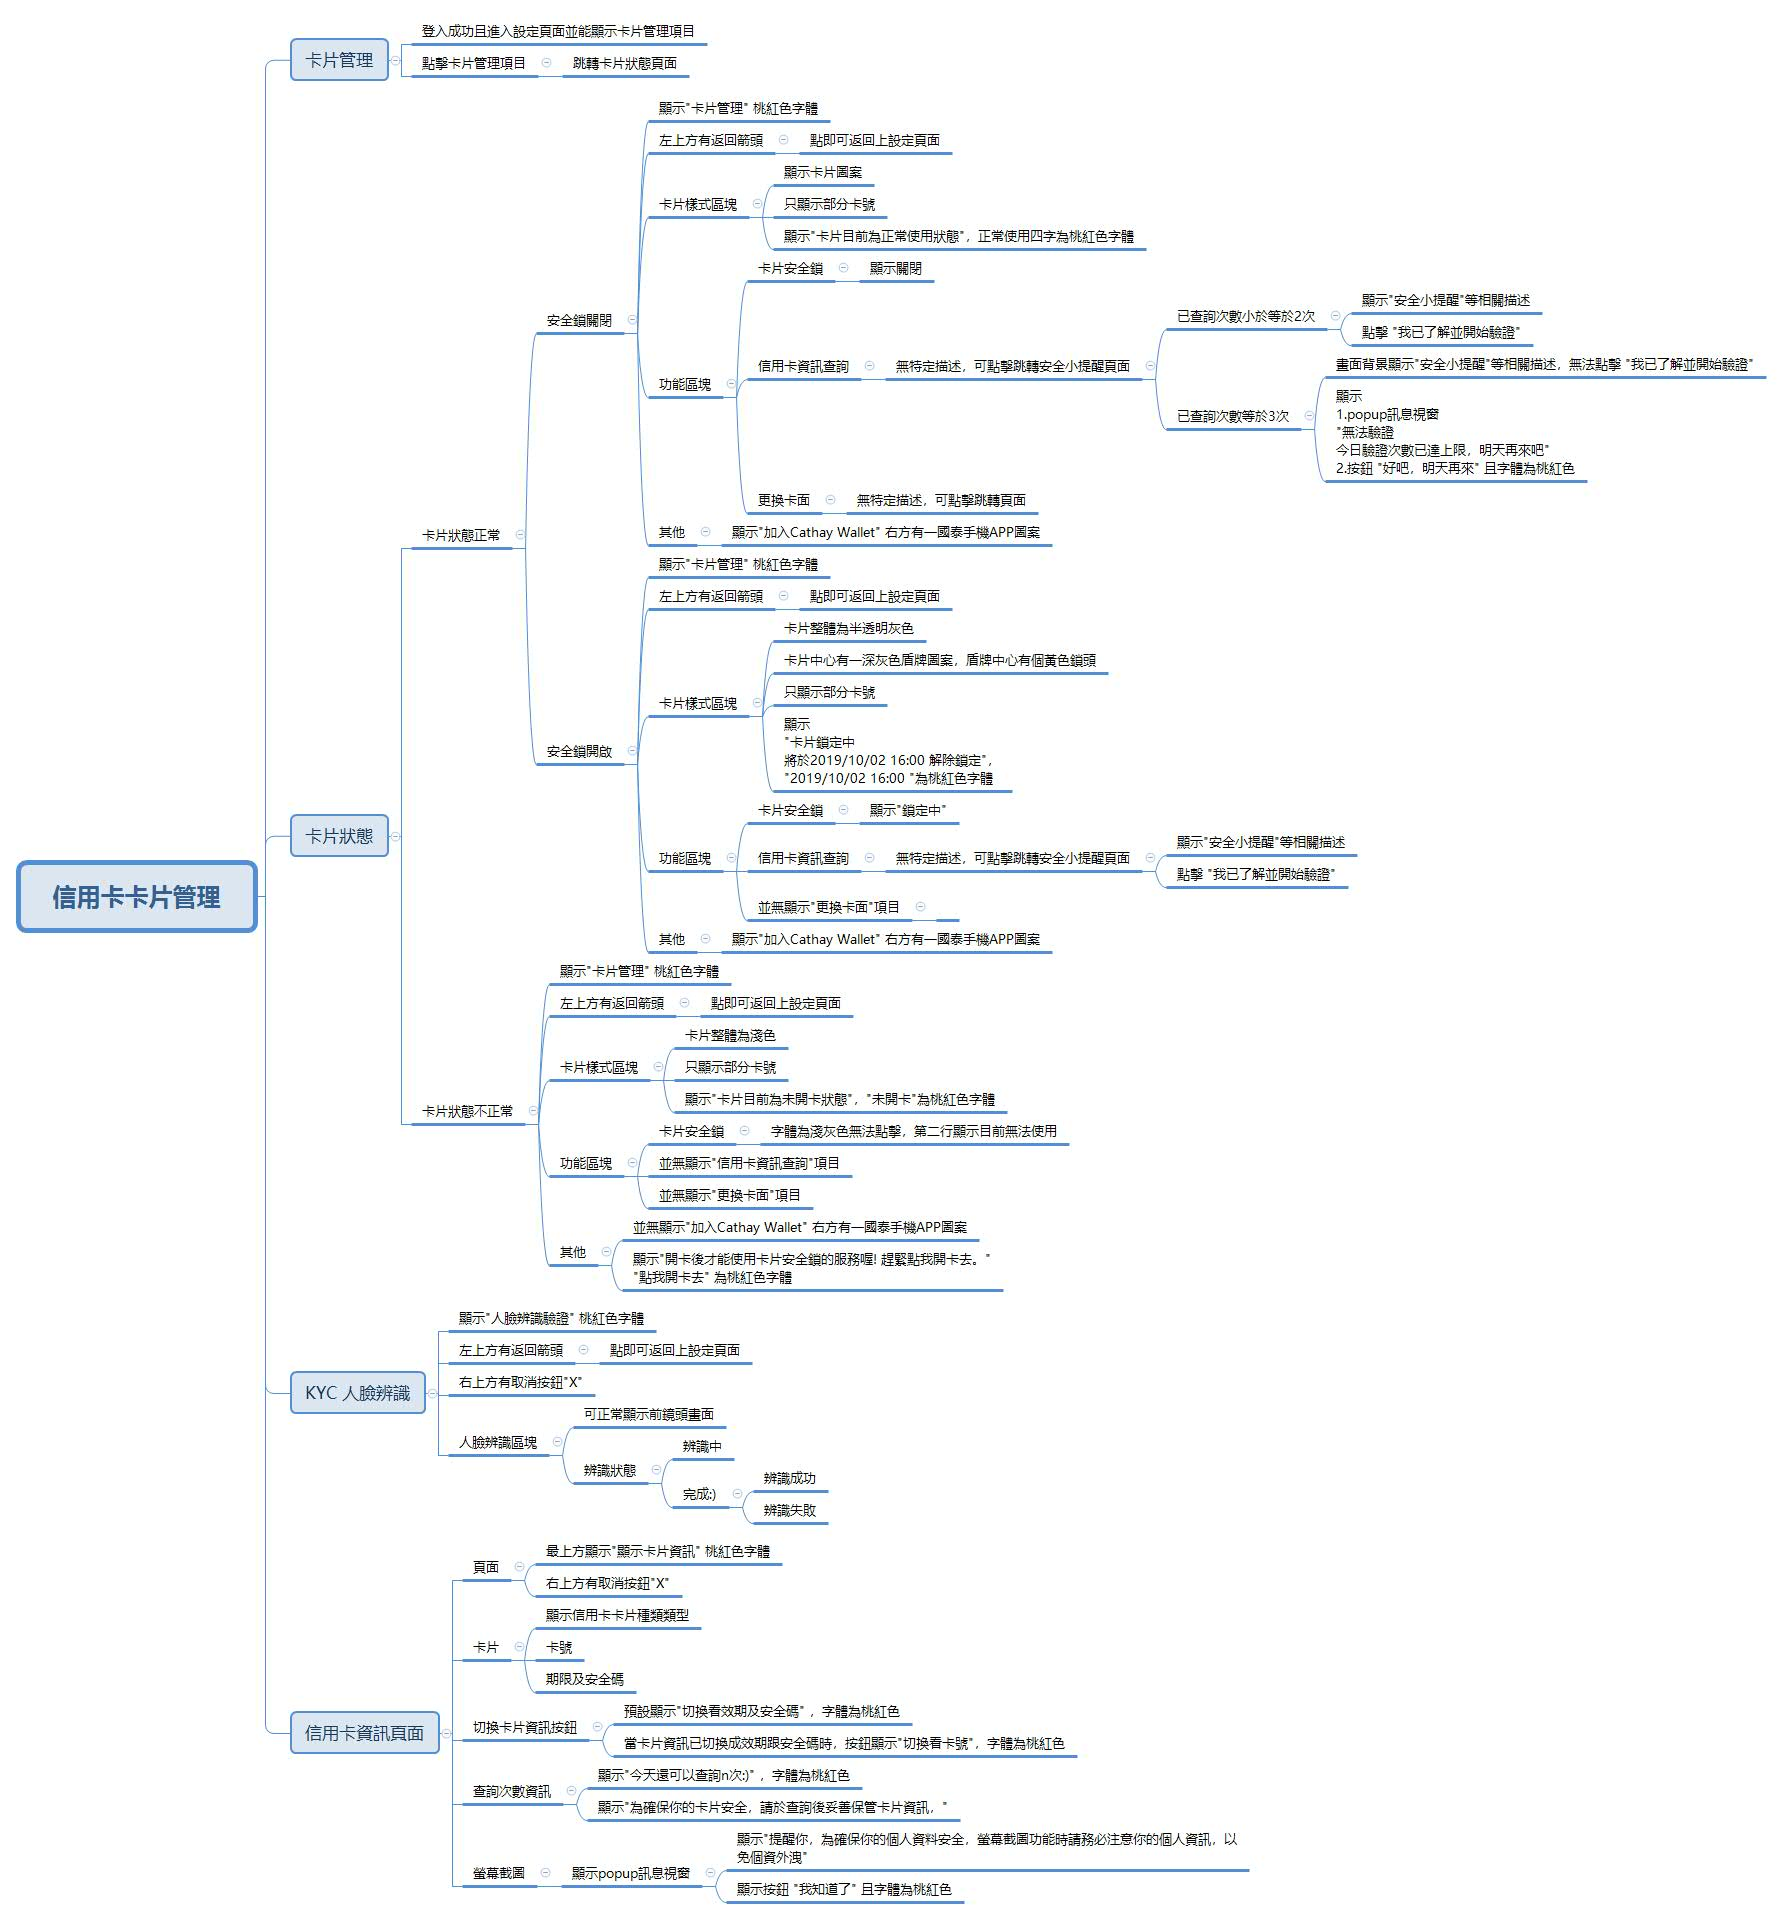 信用卡卡片管理
卡片管理
登入成功且進入設定頁面並能顯示卡片管理項目
點擊卡片管理項目
跳轉卡片狀態頁面
卡片狀態
卡片狀態正常
安全鎖關閉
顯示"卡片管理" 桃紅色字體
左上方有返回箭頭
點即可返回上設定頁面
卡片樣式區塊
顯示卡片圖案
只顯示部分卡號
顯示"卡片目前為正常使用狀態"，正常使用四字為桃紅色字體
功能區塊
卡片安全鎖
顯示關閉
信用卡資訊查詢
無特定描述，可點擊跳轉安全小提醒頁面
已查詢次數小於等於2次
顯示"安全小提醒"等相關描述
點擊 "我已了解並開始驗證"
已查詢次數等於3次
畫面背景顯示"安全小提醒"等相關描述，無法點擊 "我已了解並開始驗證"
顯示
1.popup訊息視窗
"無法驗證
今日驗證次數已達上限，明天再來吧"
2.按鈕 "好吧，明天再來" 且字體為桃紅色
更換卡面
無特定描述，可點擊跳轉頁面
其他
顯示"加入Cathay Wallet" 右方有一國泰手機APP圖案
安全鎖開啟
顯示"卡片管理" 桃紅色字體
左上方有返回箭頭
點即可返回上設定頁面
卡片樣式區塊
卡片整體為半透明灰色
卡片中心有一深灰色盾牌圖案，盾牌中心有個黃色鎖頭
只顯示部分卡號
顯示
"卡片鎖定中
將於2019/10/02 16:00 解除鎖定"，
"2019/10/02 16:00 "為桃紅色字體
功能區塊
卡片安全鎖
顯示"鎖定中"
信用卡資訊查詢
無特定描述，可點擊跳轉安全小提醒頁面
顯示"安全小提醒"等相關描述
點擊 "我已了解並開始驗證"
並無顯示"更換卡面"項目
其他
顯示"加入Cathay Wallet" 右方有一國泰手機APP圖案
卡片狀態不正常
顯示"卡片管理" 桃紅色字體
左上方有返回箭頭
點即可返回上設定頁面
卡片樣式區塊
卡片整體為淺色
只顯示部分卡號
顯示"卡片目前為未開卡狀態"，"未開卡"為桃紅色字體
功能區塊
卡片安全鎖
字體為淺灰色無法點擊，第二行顯示目前無法使用
並無顯示"信用卡資訊查詢"項目
並無顯示"更換卡面"項目
其他
並無顯示"加入Cathay Wallet" 右方有一國泰手機APP圖案
顯示"開卡後才能使用卡片安全鎖的服務喔! 趕緊點我開卡去。"
"點我開卡去" 為桃紅色字體
KYC 人臉辨識
顯示"人臉辨識驗證" 桃紅色字體
左上方有返回箭頭
點即可返回上設定頁面
右上方有取消按鈕"X"
人臉辨識區塊
可正常顯示前鏡頭畫面
辨識狀態
辨識中
完成:)
辨識成功
辨識失敗
信用卡資訊頁面
頁面
最上方顯示"顯示卡片資訊" 桃紅色字體
右上方有取消按鈕"X"
卡片
顯示信用卡卡片種類類型
卡號
期限及安全碼
切換卡片資訊按鈕
預設顯示"切換看效期及安全碼" ，字體為桃紅色
當卡片資訊已切換成效期跟安全碼時，按鈕顯示"切換看卡號"，字體為桃紅色
查詢次數資訊
顯示"今天還可以查詢n次:)" ，字體為桃紅色
顯示"為確保你的卡片安全，請於查詢後妥善保管卡片資訊，"
螢幕截圖
顯示popup訊息視窗
顯示"提醒你，為確保你的個人資料安全，螢幕截圖功能時請務必注意你的個人資訊，以
免個資外洩"
顯示按鈕 "我知道了" 且字體為桃紅色